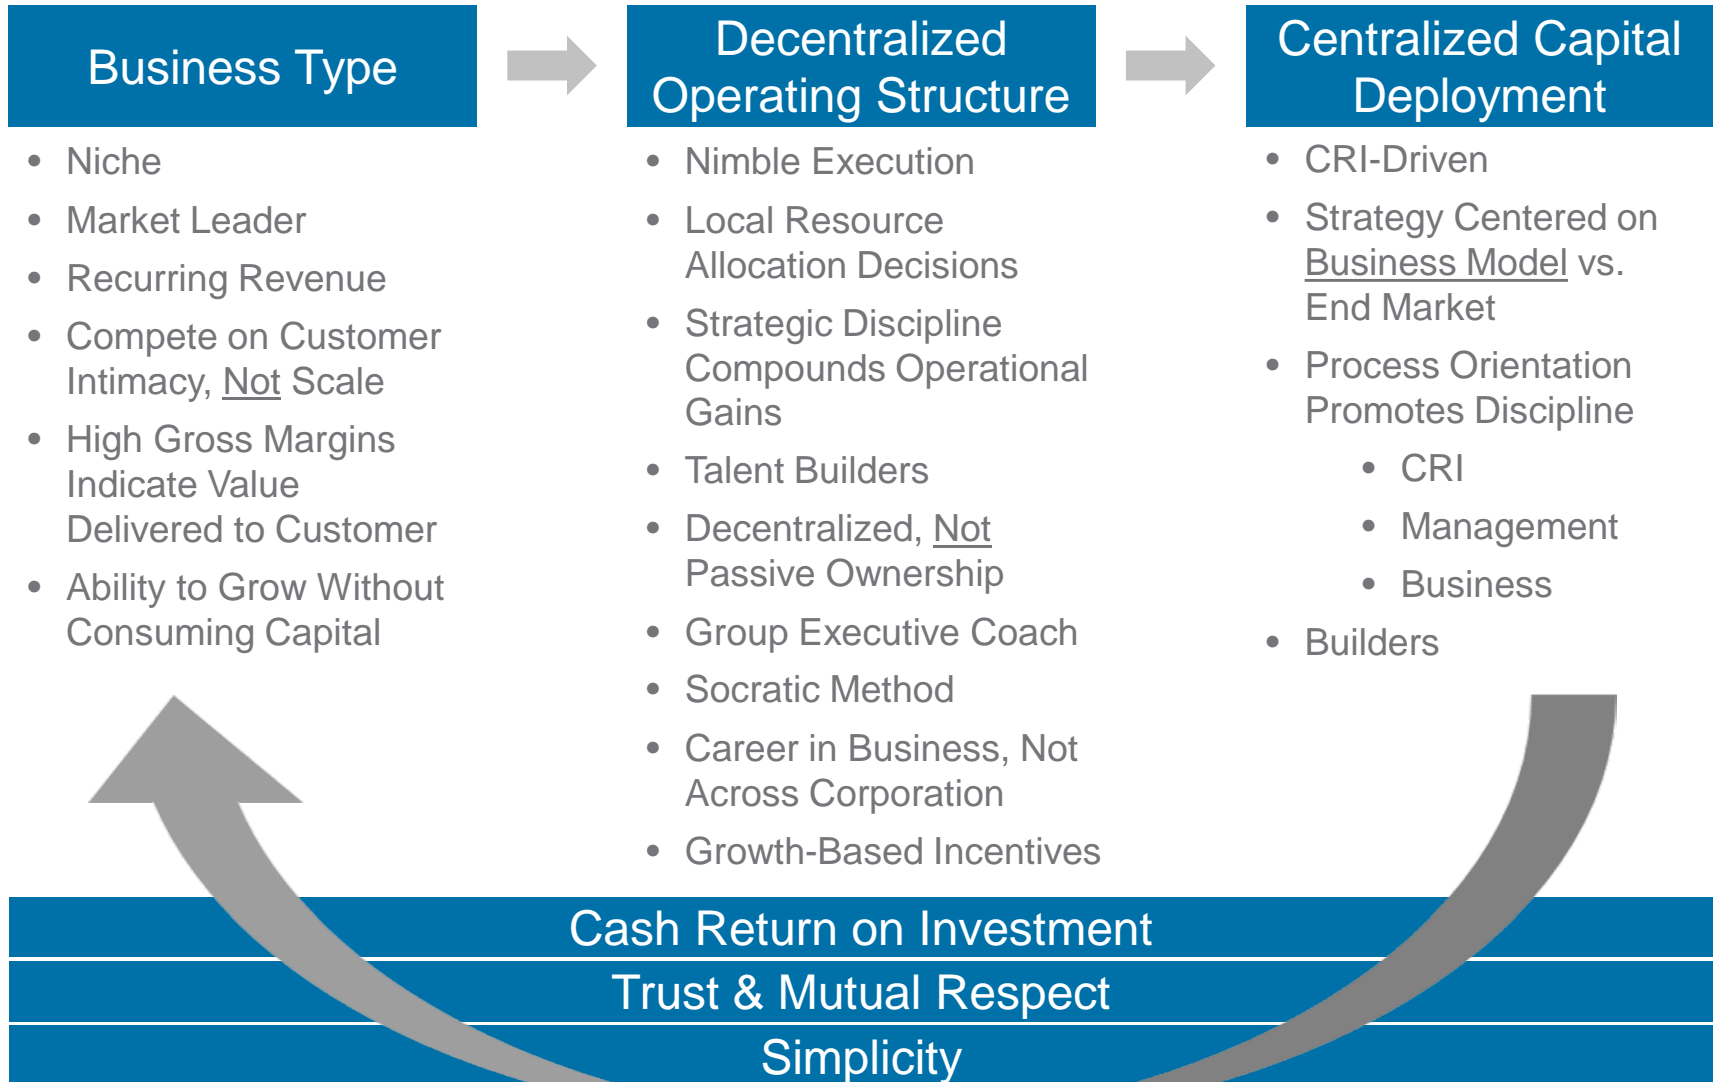 Business Type
• Niche
• Market Leader
• Recurring Revenue
• Compete on Customer
Intimacy, Not Scale
• High Gross Margins
Indicate Value
Delivered to Customer
• Ability to Grow Without
Consuming Capital
Decentralized
Operating Structure
• Nimble Execution
• Local Resource
Allocation Decisions
• Strategic Discipline
Compounds Operational
Gains
• Talent Builders
• Decentralized, Not
Passive Ownership
• Group Executive Coach
• Socratic Method
• Career in Business, Not
Across Corporation
• Growth-Based Incentives
Centralized Capital
Deployment
• CRI-Driven
• Strategy Centered on
Business Model vs.
End Market
• Process Orientation
Promotes Discipline
• CRI
• Management
• Business
• Builders
Cash Return on Investment
Trust & Mutual Respect
Simplicity